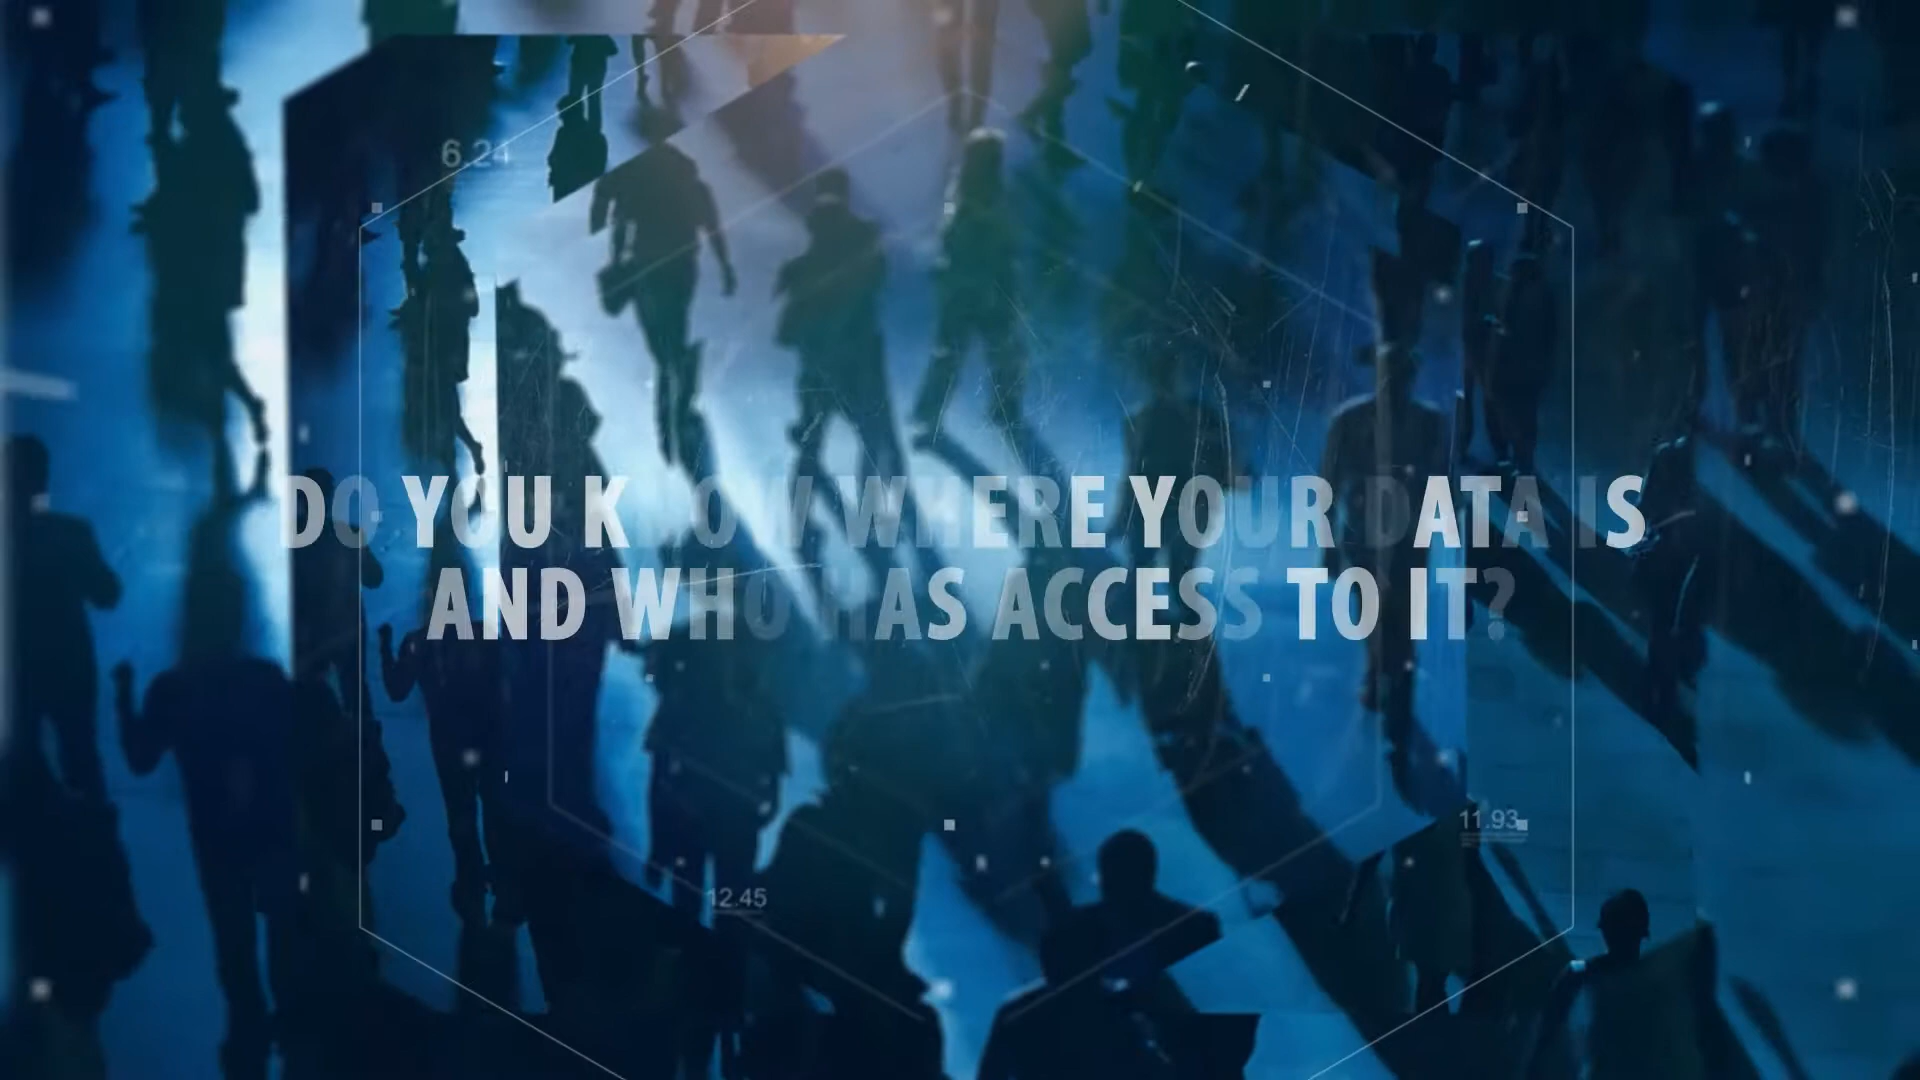 6.24
DO YOU KNOW WHERE YOUR DATA IS
AND WHO HAS ACCESS TO IT?
11.93
12.45